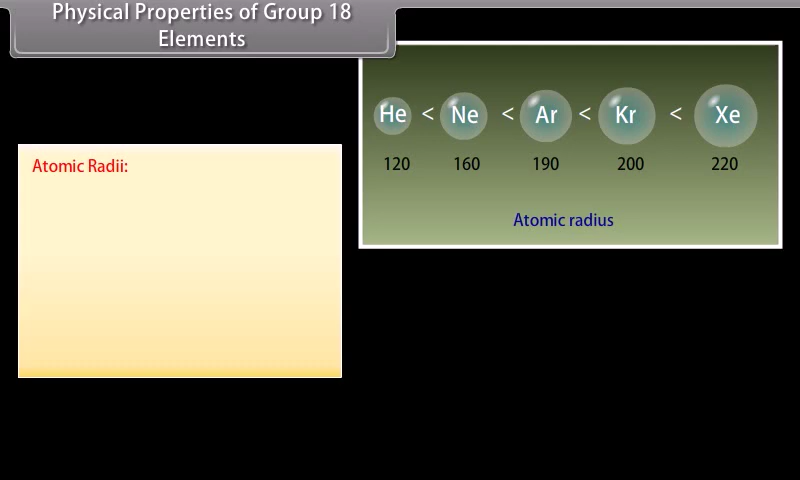 Physical Properties of Group 18
Elements
He < Ne < Ar < Kr < Xe
120 160 190 200 220
Atomic radius
Atomic Radii: